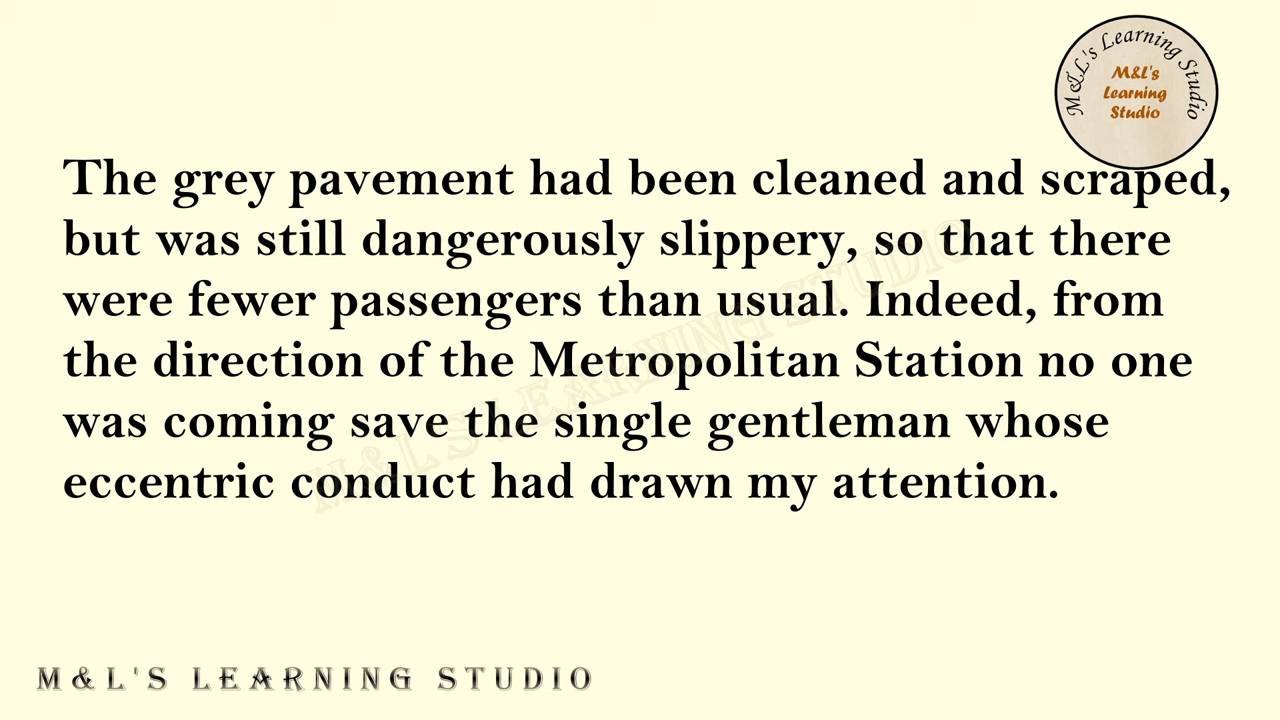 M&L's Learning Studio
M&L's
Learning
Studio
The grey pavement had been cleaned and scraped,
but was still dangerously slippery, so that there
were fewer passengers than usual. Indeed, from
the direction of the Metropolitan Station no one
was coming save the single gentleman whose
eccentric conduct had drawn my attention.
M&L'S LEARNING STUDIO
M&L'S LEARNING STUDIO